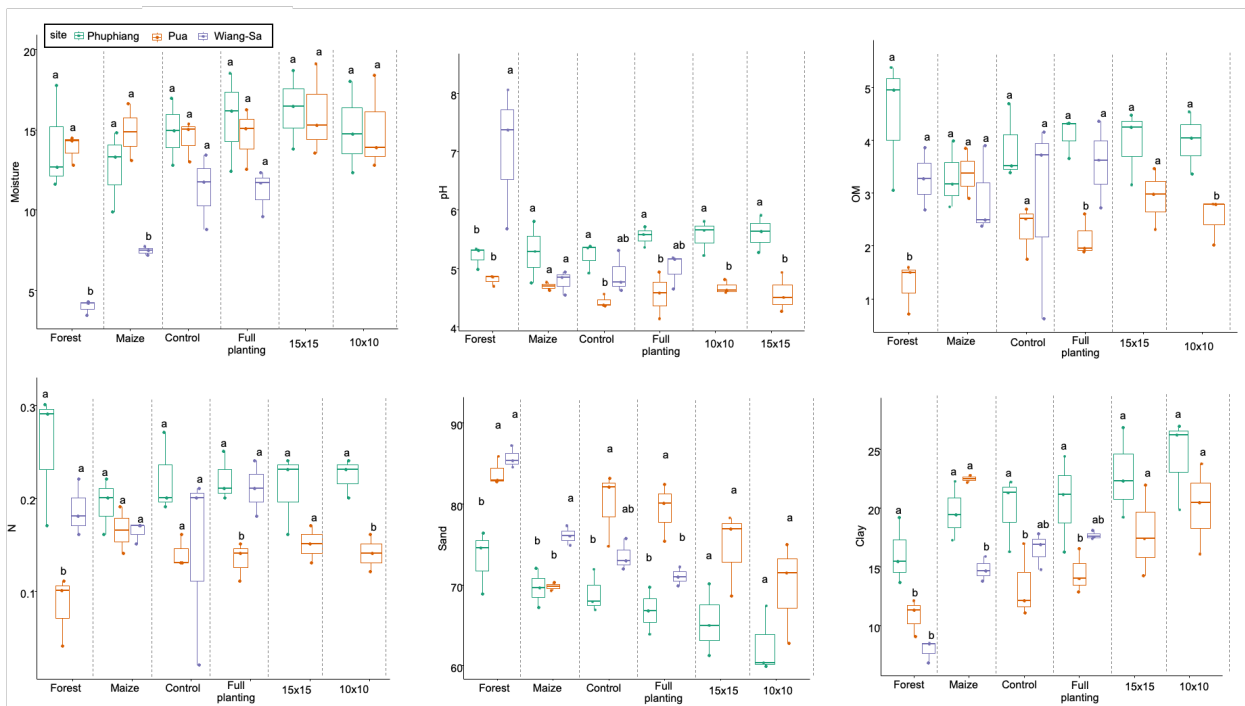 site Phuphiang Pua Wiang-Sa
Moisture
20
15
10
5
a a b
a a b
a a a
a a a
a a
a a
Forest Maize Control Full planting 15x15 10x10
pH
8
7
6
5
4
b b a
a a a
a b ab
a b ab
a b
a b
Forest Maize Control Full planting 10x10 15x15
OM
5
4
3
2
1
a b a
a a a
a a a
a b a
a a
a b
Forest Maize Control Full planting 15x15 10x10
N
0.3
0.2
0.1
a b a
a a a
a a a
a b a
a a
a b
Forest Maize Control Full planting 15x15 10x10
Sand
90
80
70
60
b a a
b b a
b a ab
b a b
a a
a a
Forest Maize Control Full planting 15x15 10x10
Clay
25
20
15
10
a b b
a a b
a b ab
a b ab
a a
a a
Forest Maize Control Full planting 15x15 10x10